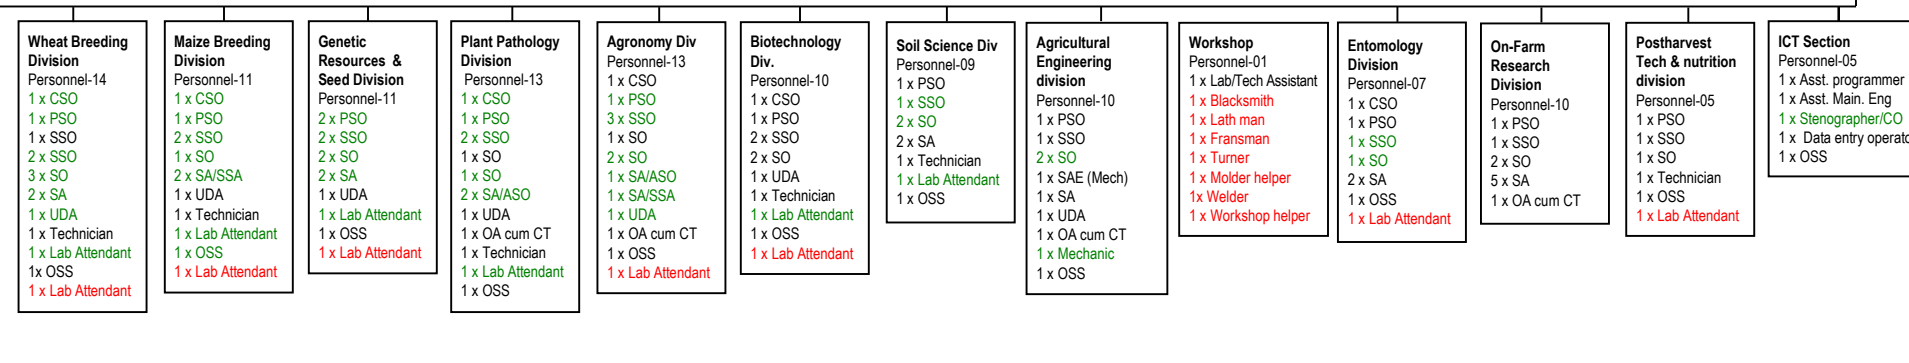 Wheat Breeding
Division
Personnel-14
1 x CSO
1 x PSO
1 x SSO
2 x SSO
3 x SO
2 x SA
1 x UDA
1 x Technician
1 x Lab Attendant
1x OSS
1 x Lab Attendant
Maize Breeding
Division
Personnel-11
1 x CSO
1 x PSO
2 x SSO
1 x SO
2 x SA/SSA
1 x UDA
1 x Technician
1 x Lab Attendant
1 x OSS
1 x Lab Attendant
Genetic
Resources &
Seed Division
Personnel-11
2 x PSO
2 x SSO
2 x SO
2 x SA
1 x UDA
1 x Lab Attendant
1 x OSS
1 x Lab Attendant
Plant Pathology
Division
Personnel-13
1 x CSO
1 x PSO
2 x SSO
1 x SO
1 x SO
2 x SA/ASO
1 x UDA
1 x OA cum CT
1 x Technician
1 x Lab Attendant
1 x OSS
Agronomy Div
Personnel-13
1 x CSO
1 x PSO
3 x SSO
1 x SO
2 x SO
1 x SA/ASO
1 x SA/SSA
1 x UDA
1 x OA cum CT
1 x OSS
1 x Lab Attendant
Biotechnology
Div.
Personnel-10
1 x CSO
1 x PSO
2 x SSO
2 x SO
1 x UDA
1 x Technician
1 x Lab Attendant
1 x OSS
1 x Lab Attendant
Soil Science Div
Personnel-09
1 x PSO
1 x SSO
2 x SO
2 x SA
1 x Technician
1 x Lab Attendant
1 x OSS
Agricultural
Engineering
division
Personnel-10
1 x PSO
1 x SSO
2 x SO
1 x SAE (Mech)
1 x SA
1 x UDA
1 x OA cum CT
1 x Mechanic
1 x OSS
Workshop
Personnel-01
1 x Lab/Tech Assistant
1 x Blacksmith
1 x Lath man
1 x Fransman
1 x Turner
1 x Molder helper
1x Welder
1 x Workshop helper
Entomology
Division
Personnel-07
1 x CSO
1 x PSO
1 x SSO
1 x SO
2 x SA
1 x OSS
1 x Lab Attendant
On-Farm
Research
Division
Personnel-10
1 x PSO
1 x SSO
2 x SO
5 x SA
1 x OA cum CT
Postharvest
Tech & nutrition
division
Personnel-05
1 x PSO
1 x SSO
1 x SO
1 x Technician
1 x OSS
1 x Lab Attendant
ICT Section
Personnel-05
1 x Asst. programmer
1 x Asst. Main. Eng
1 x Stenographer/CO
1 x Data entry operato
1 x OSS